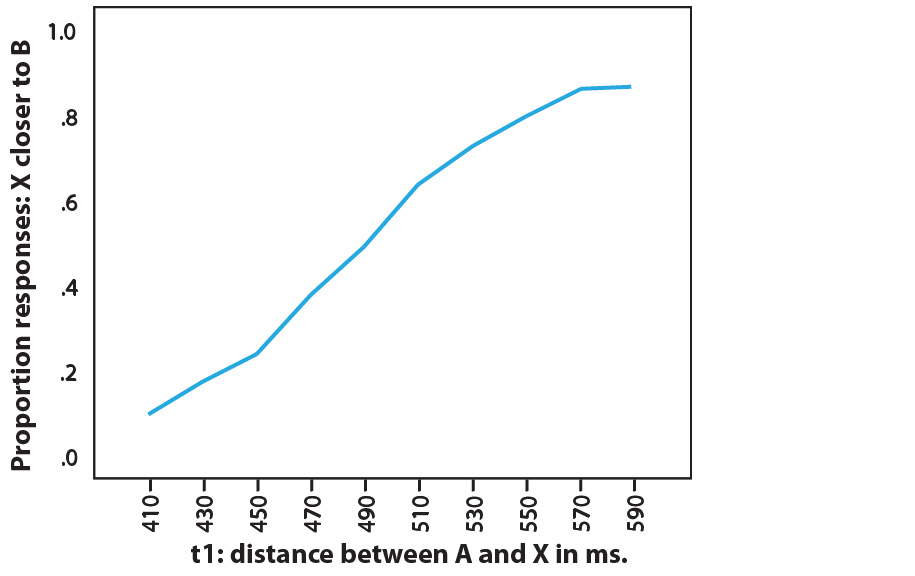 Proportion responses: X closer to B
1.0
.8
.6
.4
.2
.0
410 430 450 470 490 510 530 550 570 590
t1: distance between A and X in ms.